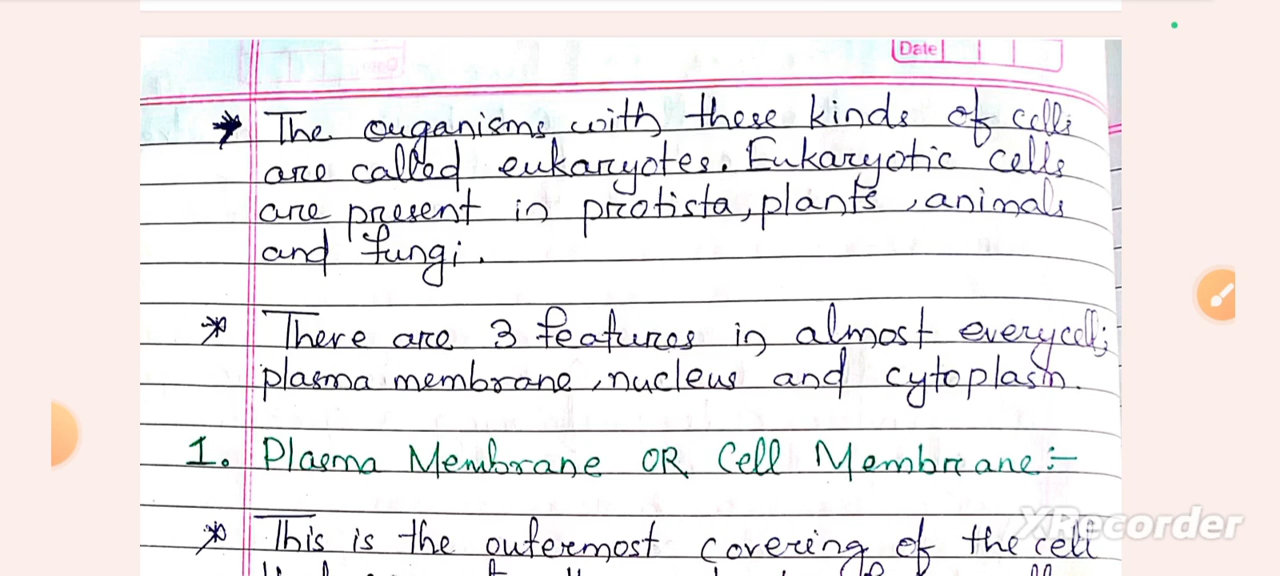 Date
* The organisms with these kinds of cells
are called eukaryotes. Eukaryotic cells
are present in protista, plants, animals
and fungi.
* There are 3 features in almost everycell;
plasma membrane, nucleus and cytoplasm.
1. Plasma Membrane OR Cell Membrane:-
* This is the outermost covering of the cell
XRecorder